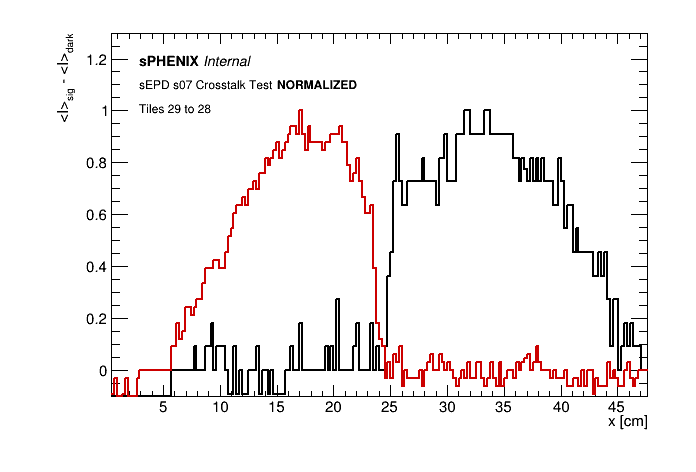 <I>sig - <I>dark
sPHENIX Internal
sEPD s07 Crosstalk Test NORMALIZED
Tiles 29 to 28
1.2
1
0.8
0.6
0.4
0.2
0
5 10 15 20 25 30 35 40 45
x [cm]